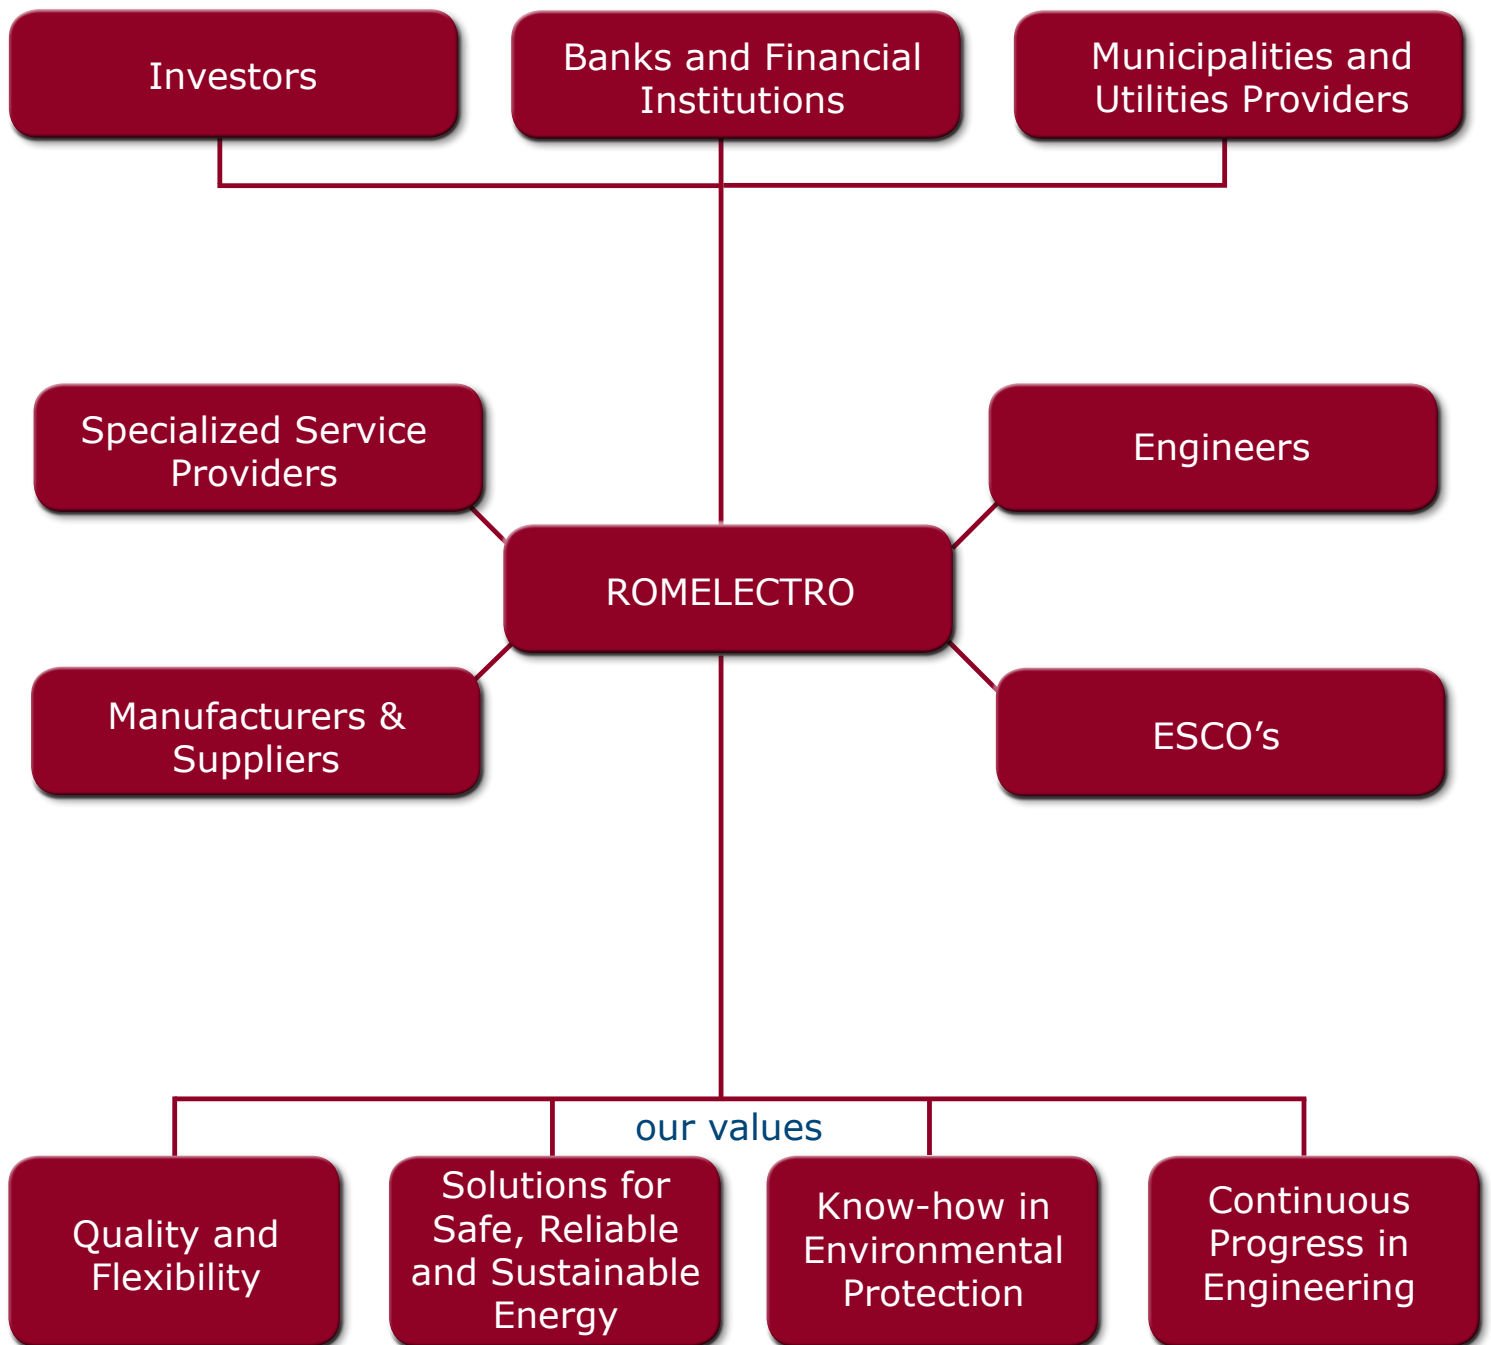 Investors
Banks and Financial
Institutions
Municipalities and
Utilities Providers
Specialized Service
Providers
Engineers
ROMELECTRO
Manufacturers &
Suppliers
ESCO’s
our values
Quality and
Flexibility
Solutions for
Safe, Reliable
and Sustainable
Energy
Know-how in
Environmental
Protection
Continuous
Progress in
Engineering